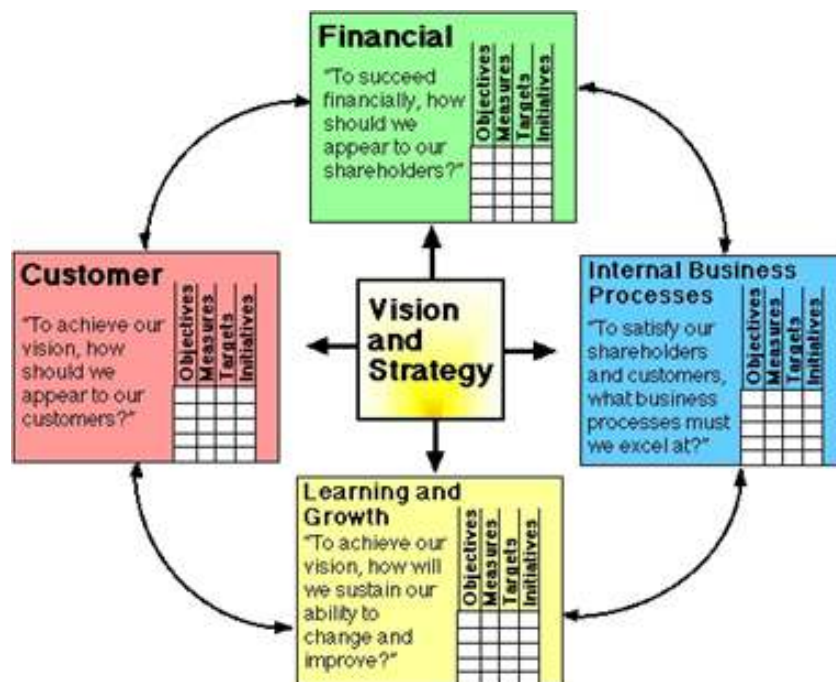 Financial
"To succeed
financially, how
should we
appear to our
shareholders?"
Objectives
Measures
Targets
Initiatives
Customer
"To achieve our
vision, how
should we
appear to our
customers?"
Objectives
Measures
Targets
Initiatives
Vision
and
Strategy
Internal Business
Processes
"To satisfy our
shareholders
and customers,
what business
processes must
we excel at?"
Objectives
Measures
Targets
Initiatives
Learning and
Growth
"To achieve our
vision, how will
we sustain our
ability to
change and
improve?"
Objectives
Measures
Targets
Initiatives